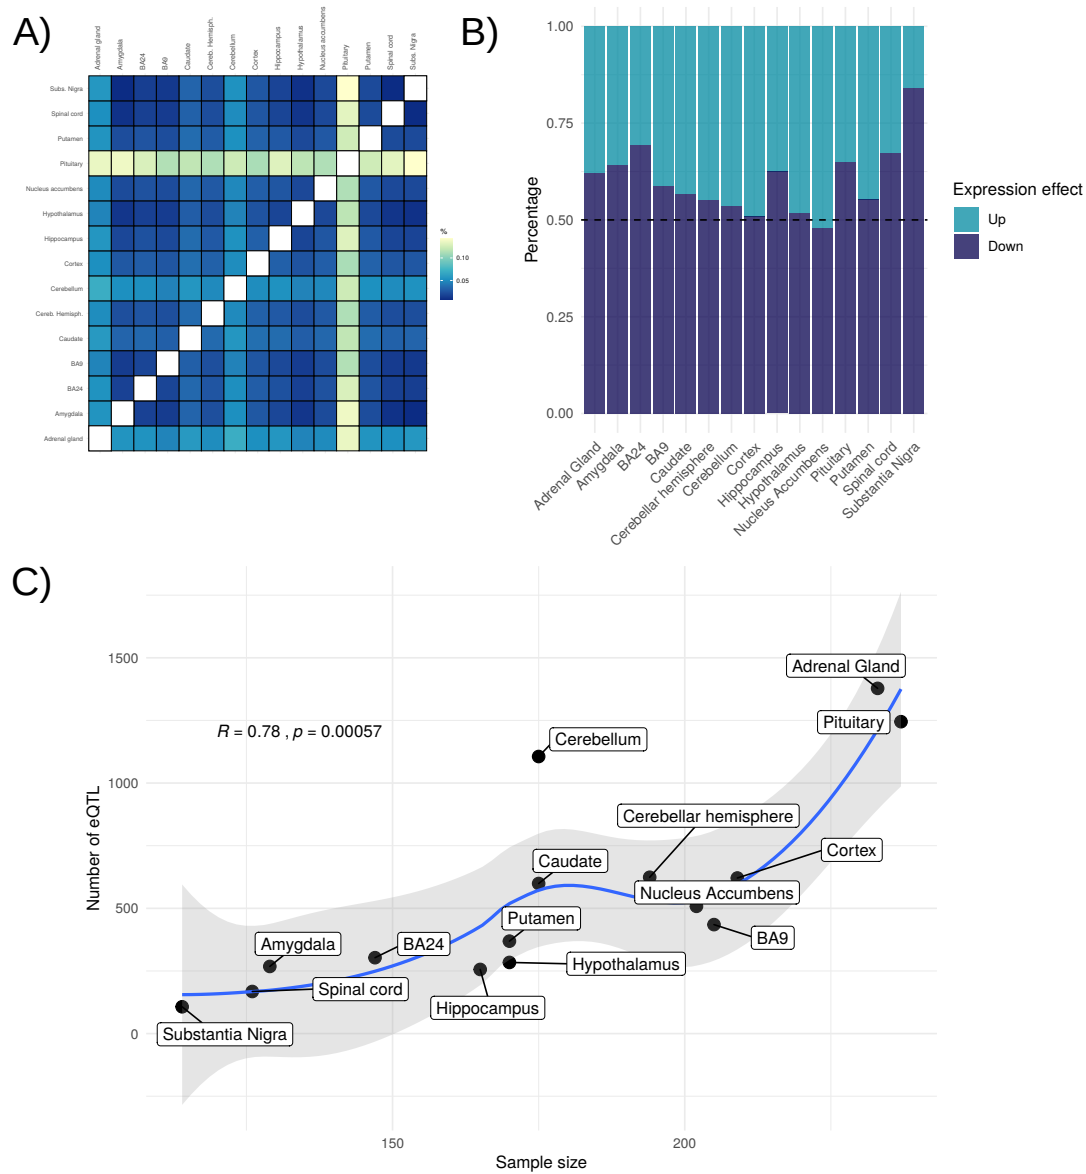 A)
Adrenal gland
Amygdala
BA24
BA9
Caudate
Cereb. Hemisph.
Cerebellum
Cortex
Hippocampus
Hypothalamus
Nucleus accumbens
Pituitary
Putamen
Spinal cord
Subs. Nigra
Subs. Nigra
Spinal cord
Putamen
Pituitary
Nucleus accumbens
Hypothalamus
Hippocampus
Cortex
Cerebellum
Cereb. Hemisph.
Caudate
BA9
BA24
Amygdala
Adrenal gland
%
0.10
0.05
B)
Percentage
1.00
0.75
0.50
0.25
0.00
Adrenal Gland
Amygdala
BA24
BA9
Caudate
Cerebellar hemisphere
Cerebellum
Cortex
Hippocampus
Hypothalamus
Nucleus Accumbens
Pituitary
Putamen
Spinal cord
Substantia Nigra
Expression effect
Up
Down
C)
Number of eQTL
1500
1000
500
0
R = 0.78 , p = 0.00057
Adrenal Gland
Pituitary
Cerebellum
Cerebellar hemisphere
Cortex
Caudate
Nucleus Accumbens
Putamen
BA9
Amygdala
BA24
Hypothalamus
Spinal cord
Hippocampus
Substantia Nigra
150
200
Sample size